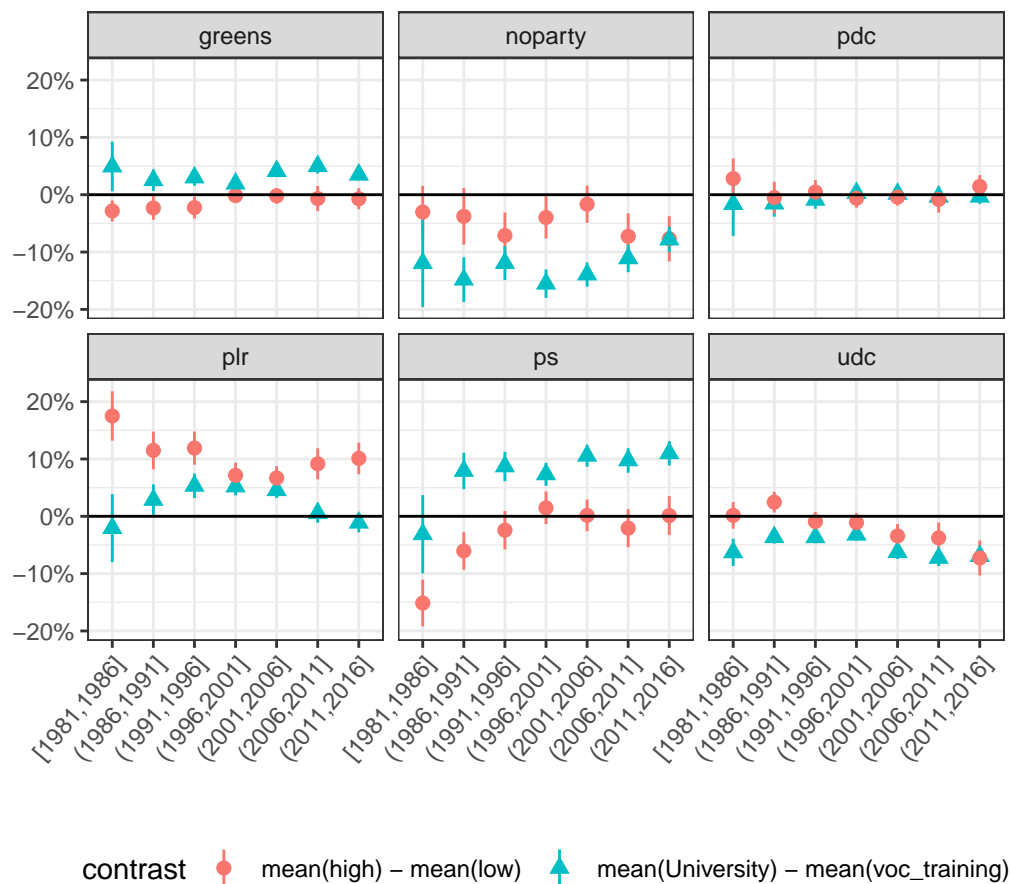 greens noparty pdc
20%
10%
0%
−10%
−20%
plr ps udc
20%
10%
0%
−10%
−20%
[1981,1986] (1986,1991] (1991,1996] (1996,2001] (2001,2006] (2006,2011] (2011,2016] [1981,1986] (1986,1991] (1991,1996] (1996,2001] (2001,2006] (2006,2011] (2011,2016] [1981,1986] (1986,1991] (1991,1996] (1996,2001] (2001,2006] (2006,2011] (2011,2016]
contrast mean(high) − mean(low) mean(University) − mean(voc_training)